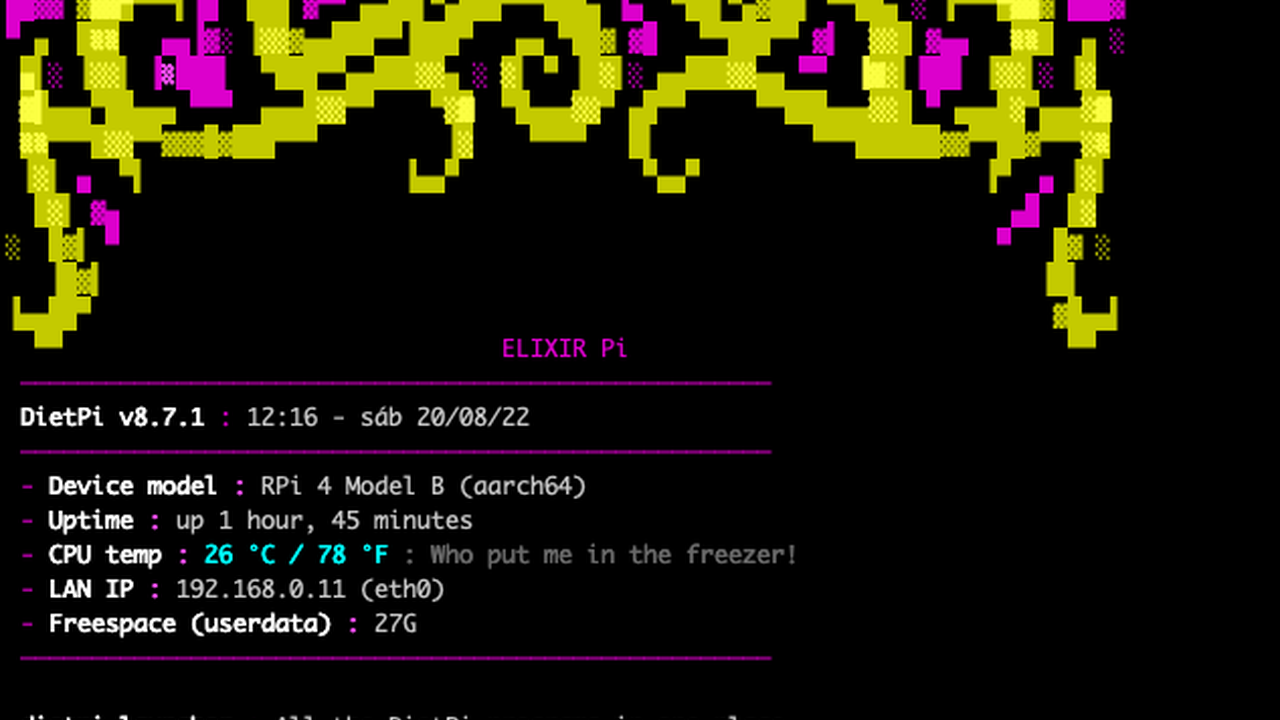 ELIXIR Pi
DietPi v8.7.1 : 12:16 - sáb 20/08/22
- Device model : RPi 4 Model B (aarch64)
- Uptime : up 1 hour, 45 minutes
- CPU temp : 26 °C / 78 °F : Who put me in the freezer!
- LAN IP : 192.168.0.11 (eth0)
- Freespace (userdata) : 27G